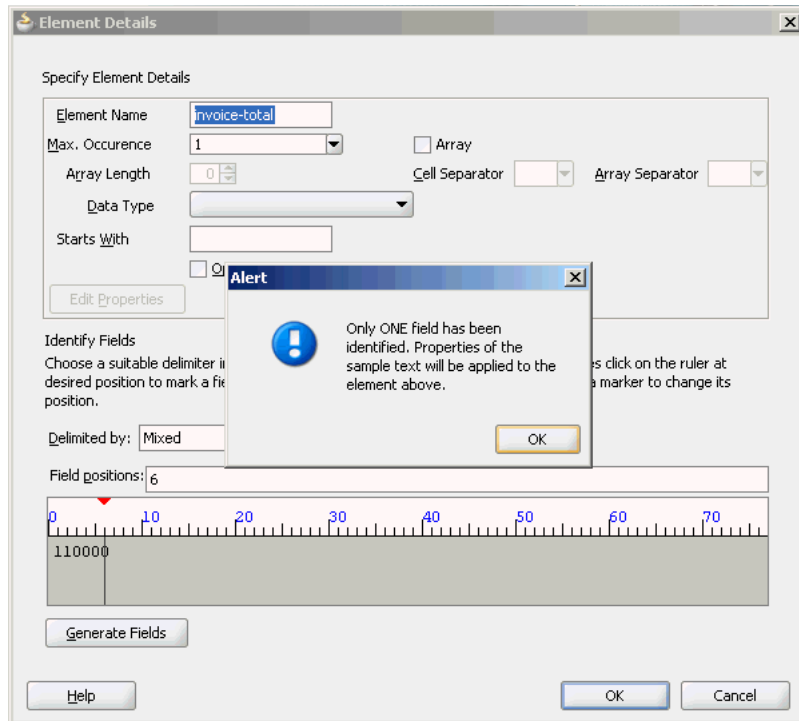 Element Details
Specify Element Details
Element Name invoice-total
Max. Occurence 1 Array
Array Length 0 Cell Separator Array Separator
Data Type
Starts With
Op
Edit Properties
Alert
Only ONE field has been
identified. Properties of the
sample text will be applied to the
element above.
OK
Identify Fields
Choose a suitable delimiter i s click on the ruler at
desired position to mark a fie a marker to change its
position.
Delimited by: Mixed
Field positions: 6
0 10 20 30 40 50 60 70
110000
Generate Fields
Help OK Cancel